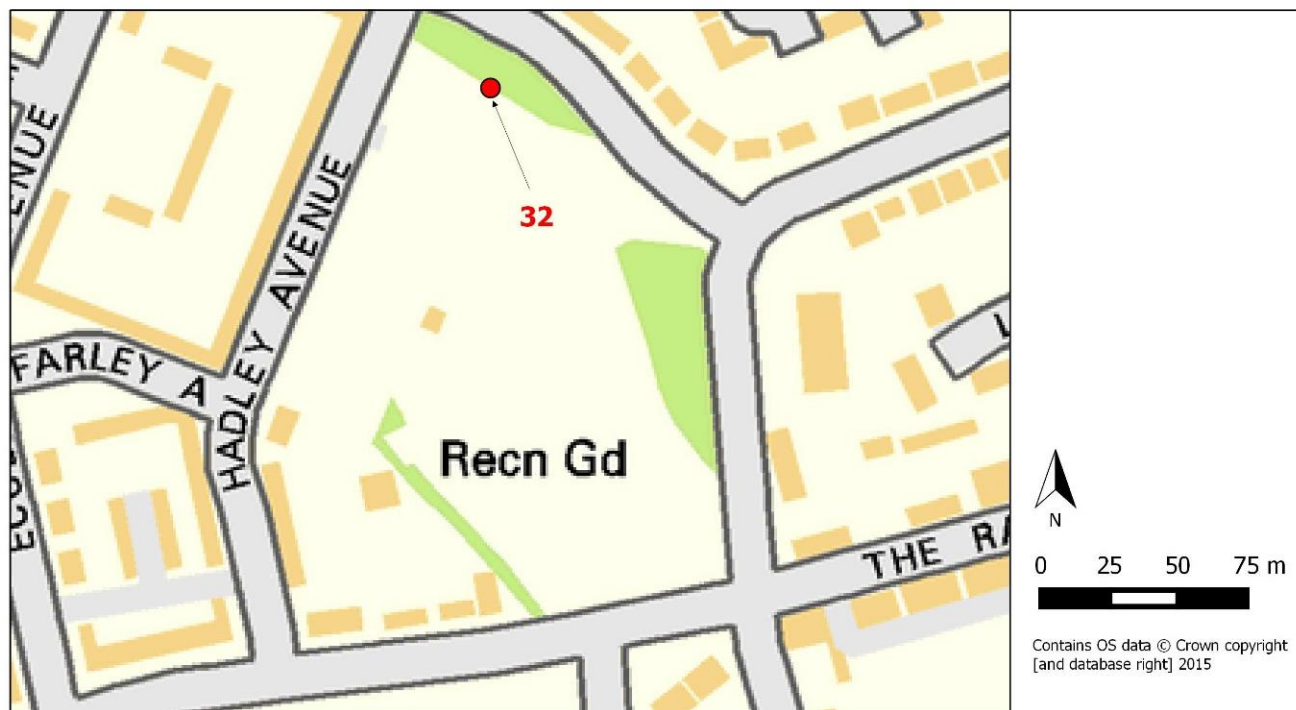 32
ENUE
HADLEY AVENUE
FARLEY A
Recn Gd
THE RA
N
0 25 50 75 m
Contains OS data © Crown copyright
[and database right] 2015